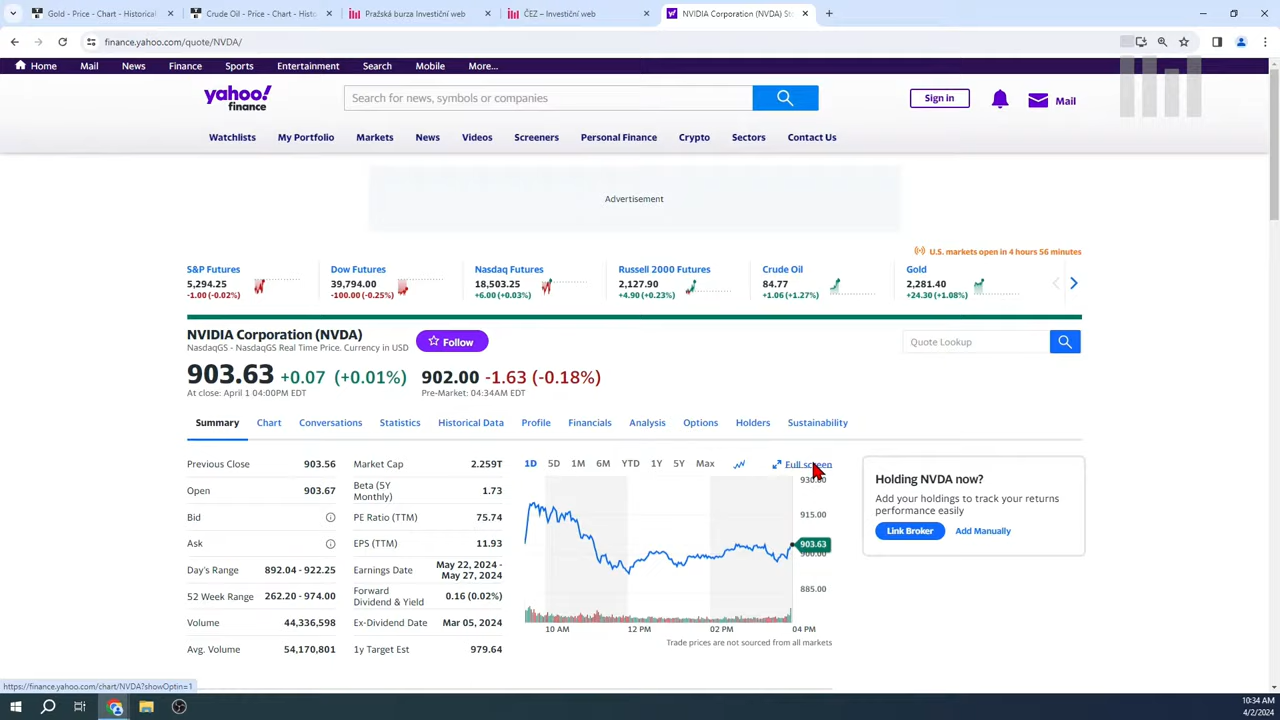 Gold - Price - Chart - Historical
Crude Oil - Price - Chart - Histor
Pražská burza Investiční web
ČEZ – Investiční web
NVIDIA Corporation (NVDA) St
finance.yahoo.com/quote/NVDA/
Home Mail News Finance Sports Entertainment Search Mobile More...
yahoo!
finance
Search for news, symbols or companies
Sign in
Mail
Watchlists My Portfolio Markets News Videos Screeners Personal Finance Crypto Sectors Contact Us
Advertisement
U.S. markets open in 4 hours 56 minutes
S&P Futures
5,294.25
-1.00 (-0.02%)
Dow Futures
39,794.00
-100.00 (-0.25%)
Nasdaq Futures
18,503.25
+6.00 (+0.03%)
Russell 2000 Futures
2,127.90
+4.90 (+0.23%)
Crude Oil
84.77
+1.06 (+1.27%)
Gold
2,281.40
+24.30 (+1.08%)
NVIDIA Corporation (NVDA)
NasdaqGS - NasdaqGS Real Time Price. Currency in USD
Follow
Quote Lookup
903.63 +0.07 (+0.01%)
At close: April 1 04:00PM EDT
902.00 -1.63 (-0.18%)
Pre-Market: 04:34AM EDT
Summary Chart Conversations Statistics Historical Data Profile Financials Analysis Options Holders Sustainability
Previous Close 903.56
Open 903.67
Bid
Ask
Day's Range 892.04 - 922.25
52 Week Range 262.20 - 974.00
Volume 44,336,598
Avg. Volume 54,170,801
Market Cap 2.259T
Beta (5Y
Monthly) 1.73
PE Ratio (TTM) 75.74
EPS (TTM) 11.93
Earnings Date May 22, 2024 -
May 27, 2024
Forward
Dividend & Yield 0.16 (0.02%)
Ex-Dividend Date Mar 05, 2024
1y Target Est 979.64
1D 5D 1M 6M YTD 1Y 5Y Max
Full screen
930.00
915.00
903.63
900.00
885.00
10 AM 12 PM 02 PM 04 PM
Trade prices are not sourced from all markets
Holding NVDA now?
Add your holdings to track your returns
performance easily
Link Broker Add Manually
https://finance.yahoo.com/chart/NVDA?showOptin=1
10:34 AM
4/2/2024